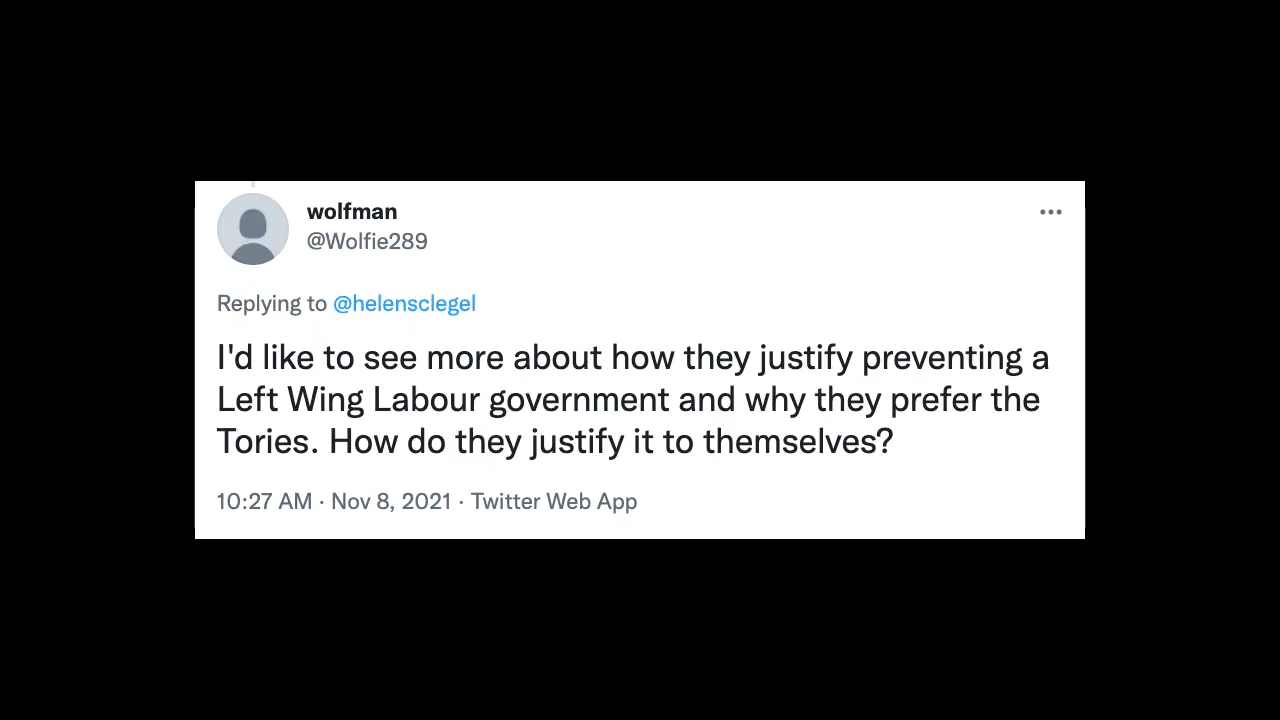 wolfman
@Wolfie289
Replying to @helensclegel
I'd like to see more about how they justify preventing a
Left Wing Labour government and why they prefer the
Tories. How do they justify it to themselves?
10:27 AM · Nov 8, 2021 · Twitter Web App